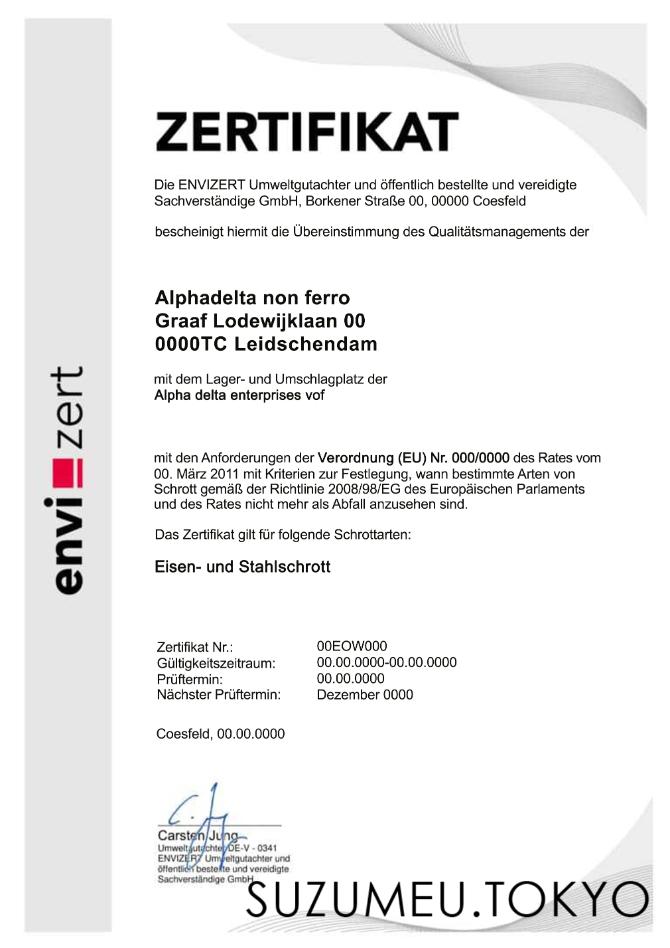 ZERTIFIKAT
Die ENVIZERT Umweltgutachter und öffentlich bestellte und vereidigte
Sachverständige GmbH, Borkener Straße 00, 00000 Coesfeld
bescheinigt hiermit die Übereinstimmung des Qualitätsmanagements der
Alphadelta non ferro
Graaf Lodewijklaan 00
0000TC Leidschendam
mit dem Lager- und Umschlagplatz der
Alpha delta enterprises vof
mit den Anforderungen der Verordnung (EU) Nr. 000/0000 des Rates vom
00. März 2011 mit Kriterien zur Festlegung, wann bestimmte Arten von
Schrott gemäß der Richtlinie 2008/98/EG des Europäischen Parlaments
und des Rates nicht mehr als Abfall anzusehen sind.
Das Zertifikat gilt für folgende Schrottarten:
Eisen- und Stahlschrott
Zertifikat Nr.: 00EOW000
Gültigkeitszeitraum: 00.00.0000-00.00.0000
Prüftermin: 00.00.0000
Nächster Prüftermin: Dezember 0000
Coesfeld, 00.00.0000
Carsten Jung
Umweltgutachter DE-V - 0341
ENVIZERT Umweltgutachter und
öffentlich bestellte und vereidigte
Sachverständige GmbH
envi zert
SUZUMEU.TOKYO